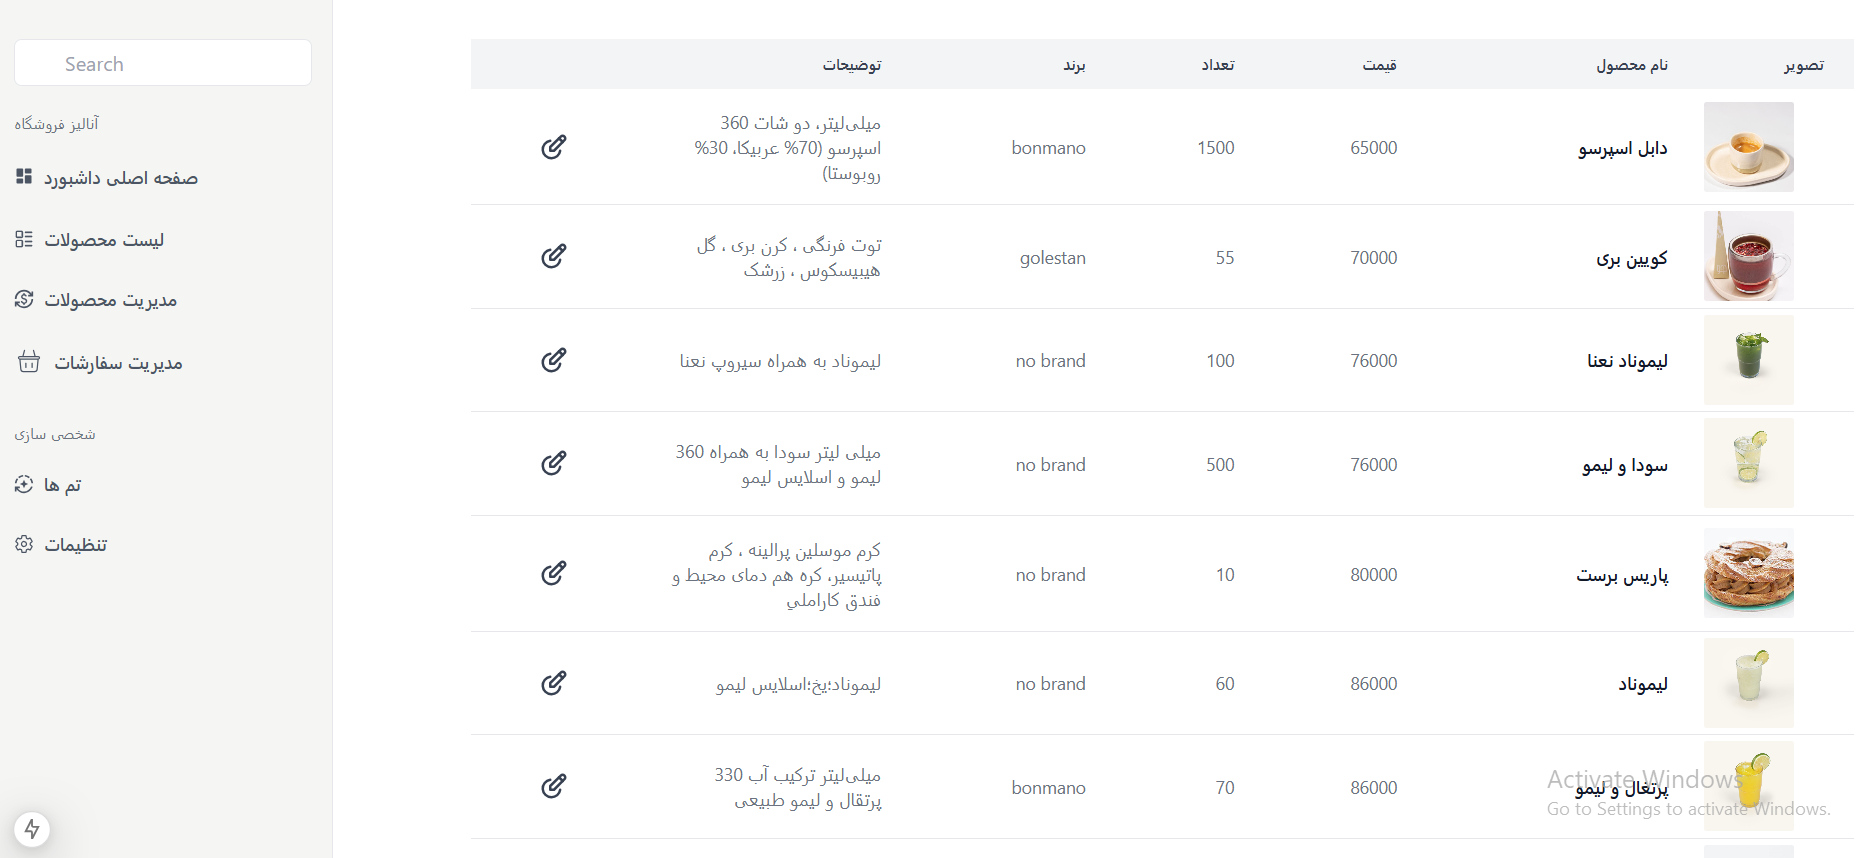 Search
آنالیز فروشگاه
صفحه اصلی داشبورد
لیست محصولات
مدیریت محصولات
مدیریت سفارشات
شخصی سازی
تم ها
تنظیمات
تصویر نام محصول قیمت تعداد برند توضیحات
دابل اسپرسو 65000 1500 bonmano
میلی‌لیتر، دو شات 360
اسپرسو (70% عربیکا، 30%
روبوستا)
کویین بری 70000 55 golestan
توت فرنگی ، کرن بری ، گل
هیبیسکوس ، زرشک
لیموناد نعنا 76000 100 no brand لیموناد به همراه سیروپ نعنا
سودا و لیمو 76000 500 no brand
میلی لیتر سودا به همراه 360
لیمو و اسلایس لیمو
پاریس برست 80000 10 no brand
کرم موسلین پرالینه ، کرم
پاتیسیر، کره هم دمای محیط و
فندق کاراملي
لیموناد 86000 60 no brand لیموناد؛یخ؛اسلایس لیمو
پرتغال و لیمو 86000 70 bonmano
میلی‌لیتر ترکیب آب 330
پرتقال و لیمو طبیعی
Activate Windows
Go to Settings to activate Windows.